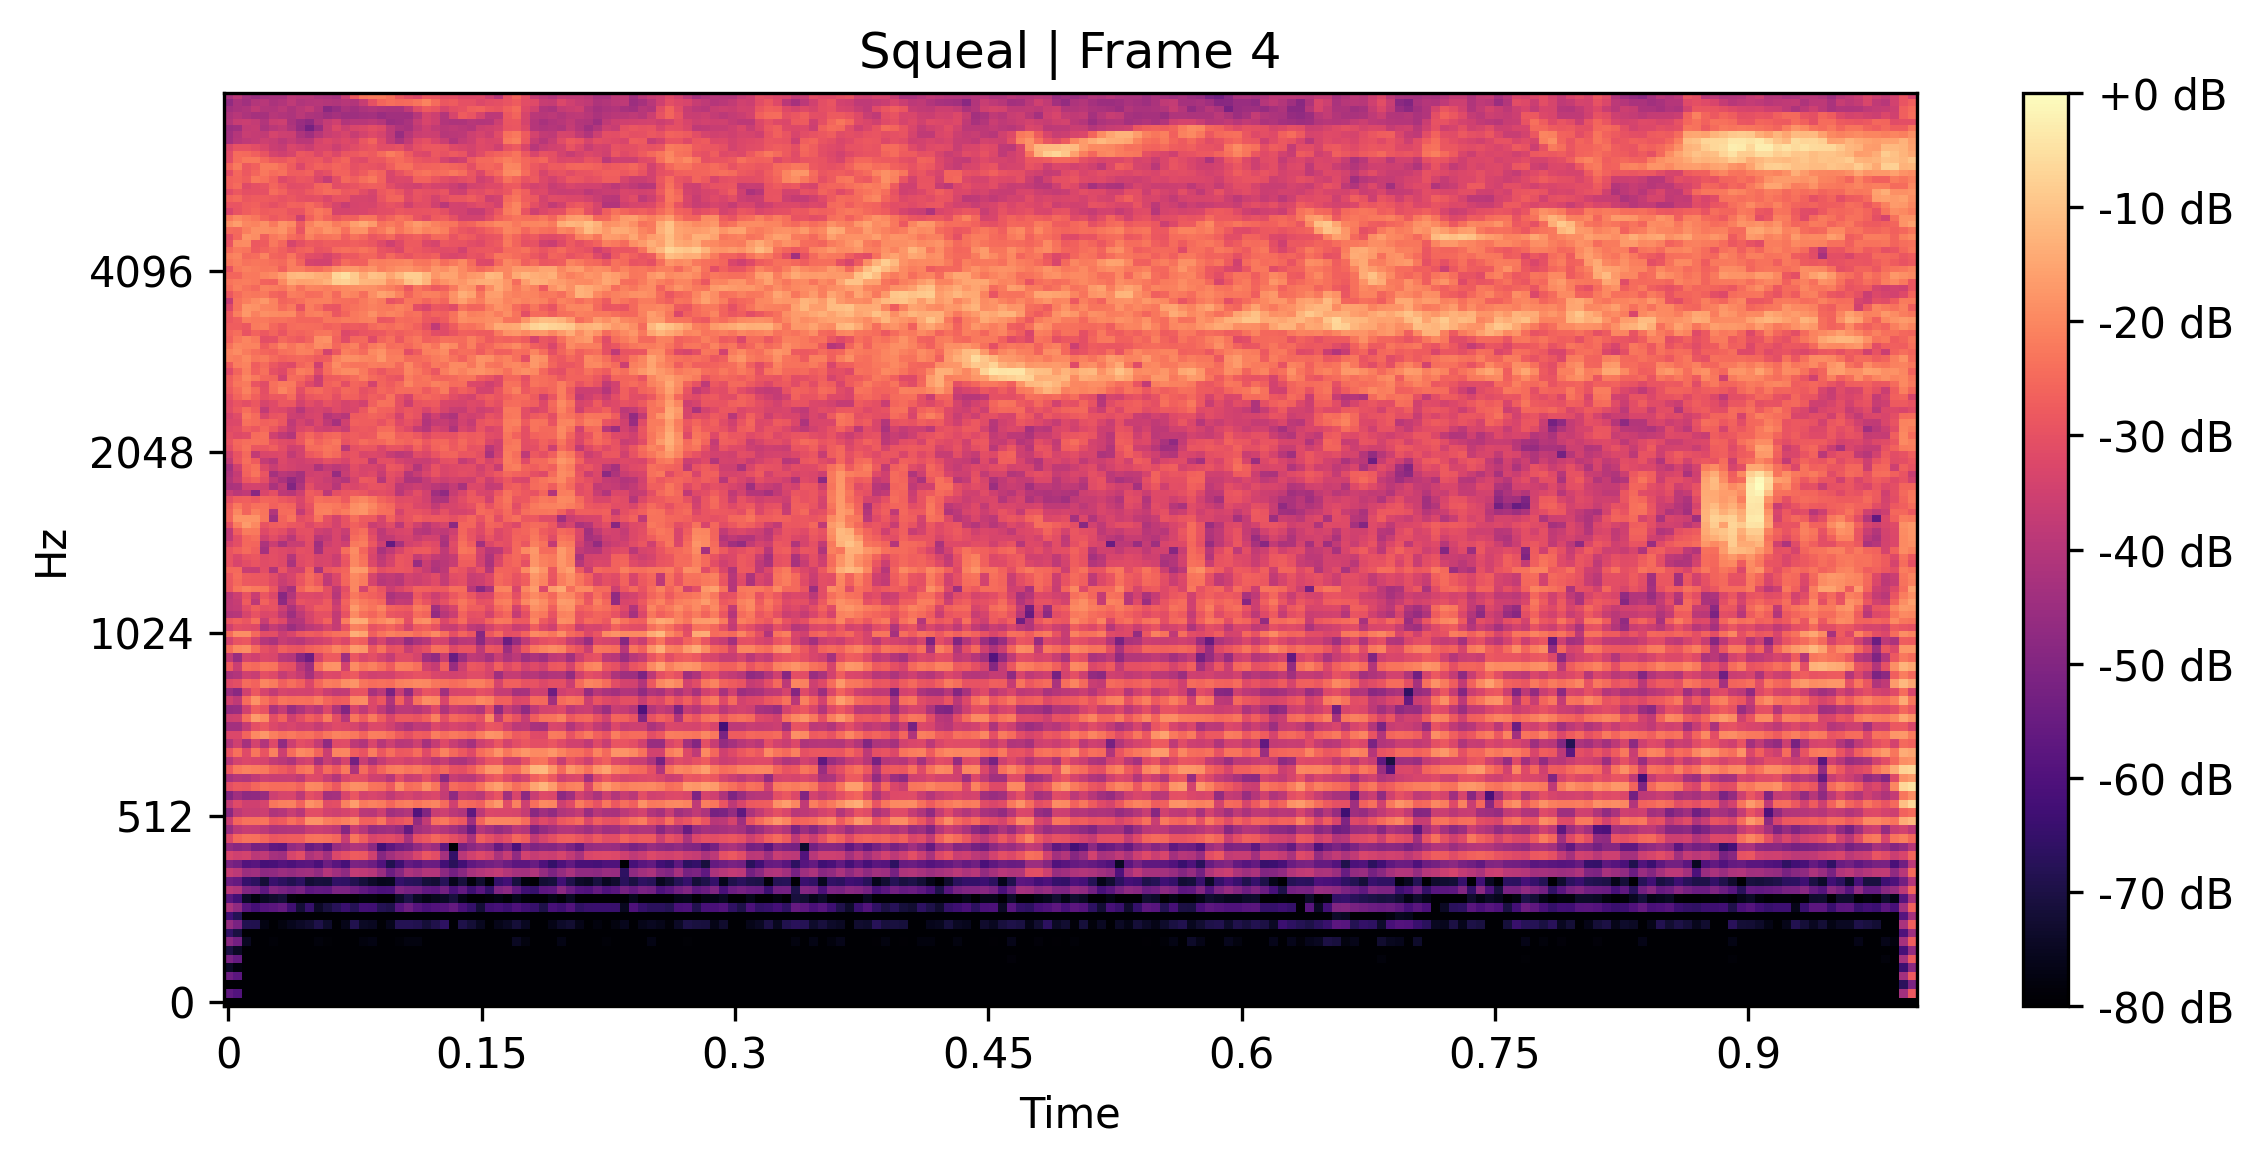 Squeal | Frame 4
Hz
4096
2048
1024
512
0
0 0.15 0.3 0.45 0.6 0.75 0.9
Time
+0 dB
-10 dB
-20 dB
-30 dB
-40 dB
-50 dB
-60 dB
-70 dB
-80 dB